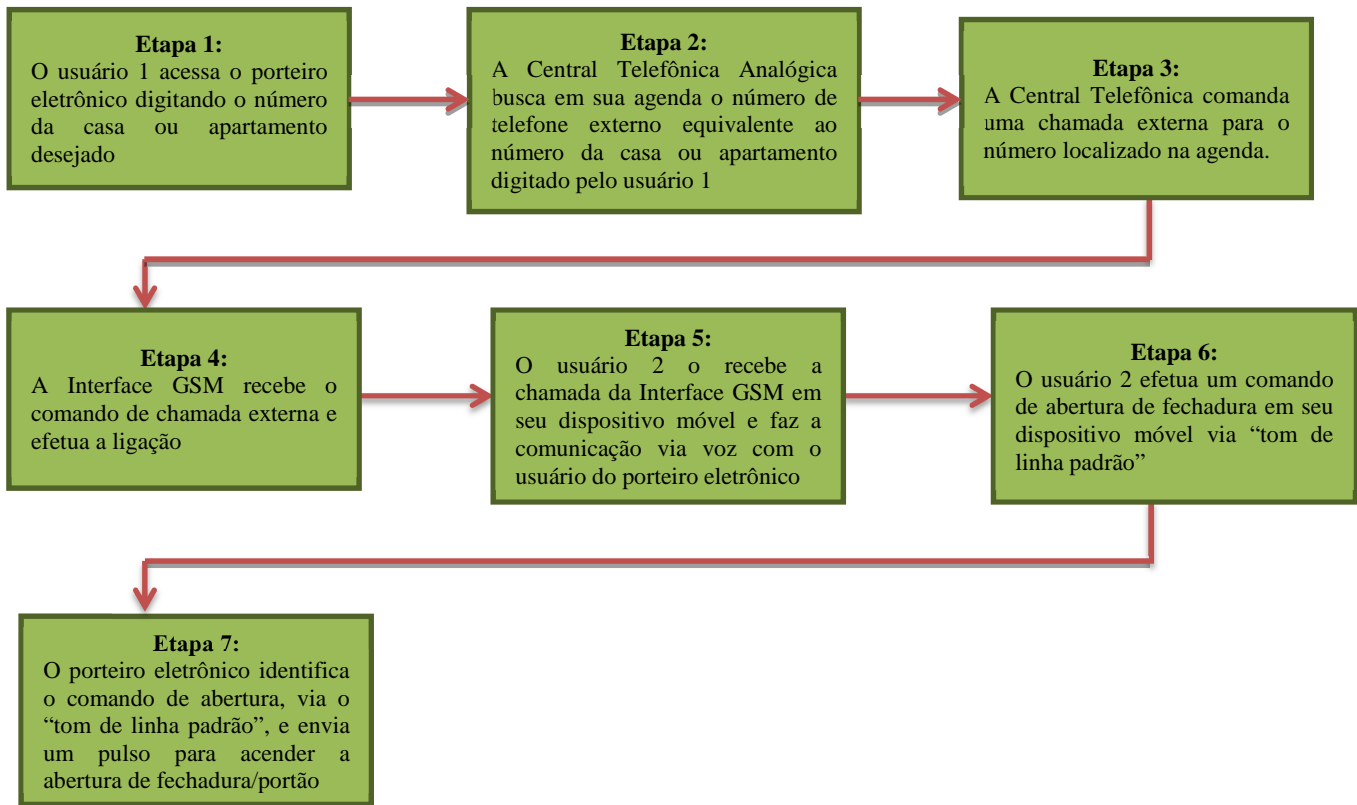 Etapa 1:
O usuário 1 acessa o porteiro
eletrônico digitando o número
da casa ou apartamento
desejado
Etapa 2:
A Central Telefônica Analógica
busca em sua agenda o número de
telefone externo equivalente ao
número da casa ou apartamento
digitado pelo usuário 1
Etapa 3:
A Central Telefônica comanda
uma chamada externa para o
número localizado na agenda.
Etapa 4:
A Interface GSM recebe o
comando de chamada externa e
efetua a ligação
Etapa 5:
O usuário 2 o recebe a
chamada da Interface GSM em
seu dispositivo móvel e faz a
comunicação via voz com o
usuário do porteiro eletrônico
Etapa 6:
O usuário 2 efetua um comando
de abertura de fechadura em seu
dispositivo móvel via “tom de
linha padrão”
Etapa 7:
O porteiro eletrônico identifica
o comando de abertura, via o
“tom de linha padrão”, e envia
um pulso para acender a
abertura de fechadura/portão